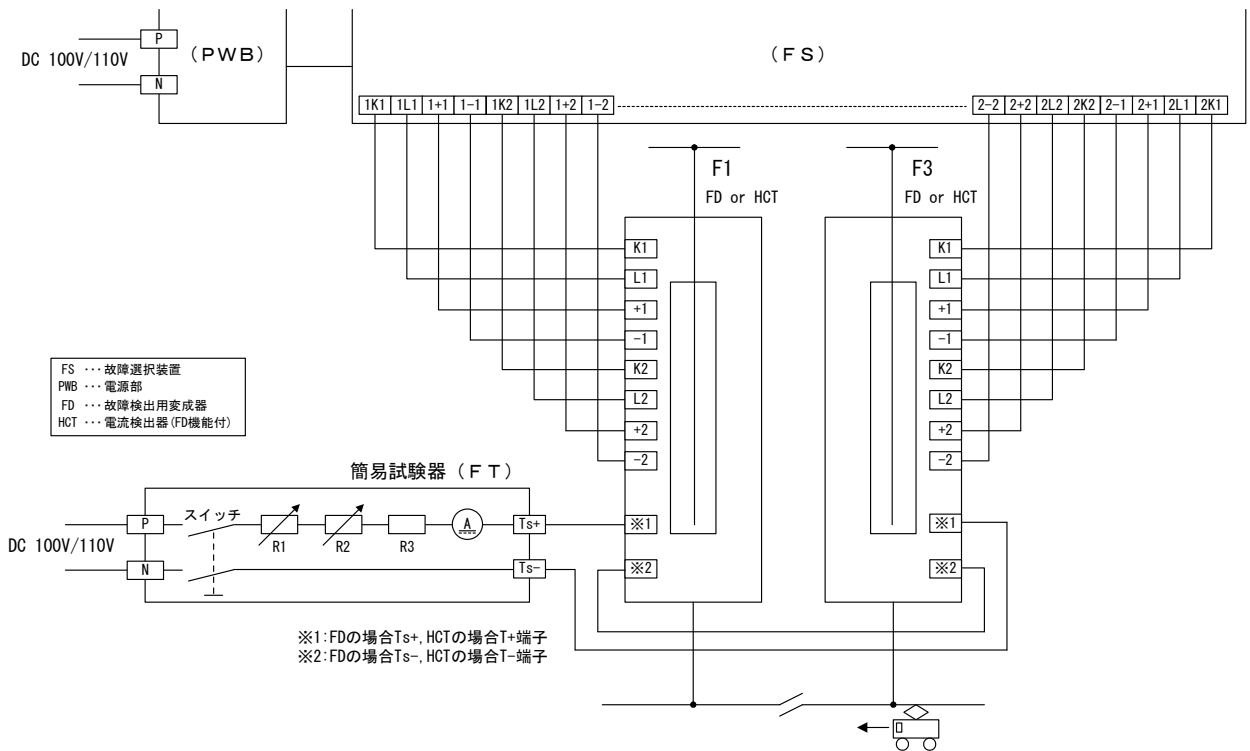 P
DC 100V/110V
N
(PWB)
(FS)
1K1 1L1 1+1 1-1 1K2 1L2 1+2 1-2
2-2 2+2 2L2 2K2 2-1 2+1 2L1 2K1
F1
FD or HCT
F3
FD or HCT
K1
L1
+1
-1
K2
L2
+2
-2
※1
※2
K1
L1
+1
-1
K2
L2
+2
-2
※1
※2
FS ・・・故障選択装置
PWB・・・電源部
FD ・・・故障検出用変成器
HCT・・・電流検出器(FD機能付)
簡易試験器(FT)
P
スイッチ
R1
R2
R3
A
Ts+
DC 100V/110V
N
Ts-
※1:FDの場合Ts+,HCTの場合T+端子
※2:FDの場合Ts-,HCTの場合T-端子